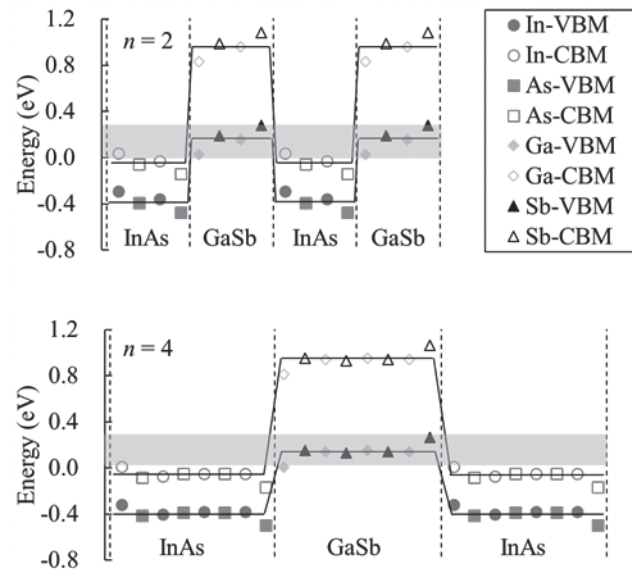 n = 2
Energy (eV)
1.2
0.8
0.4
0.0
-0.4
-0.8
InAs GaSb InAs GaSb
In-VBM
In-CBM
As-VBM
As-CBM
Ga-VBM
Ga-CBM
Sb-VBM
Sb-CBM
n = 4
Energy (eV)
1.2
0.8
0.4
0.0
-0.4
-0.8
InAs GaSb InAs